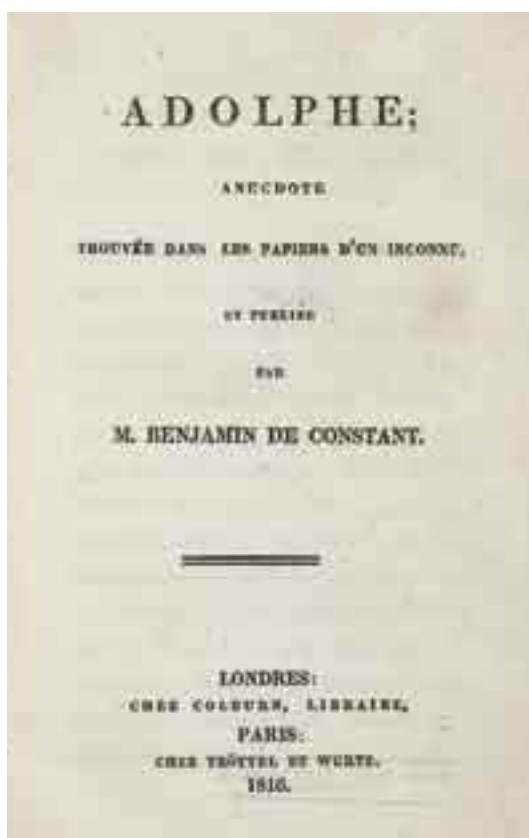 ADOLPHE;
ANECDOTE
TROUVÉE DANS LES PAPIERS D'UN INCONNU,
ET PUBLIÉE
PAR
M. BENJAMIN DE CONSTANT.
LONDRES:
CHEZ COLBURN, LIBRAIRE,
PARIS:
CHEZ TRÖTTEL ET WURTZ.
1816.